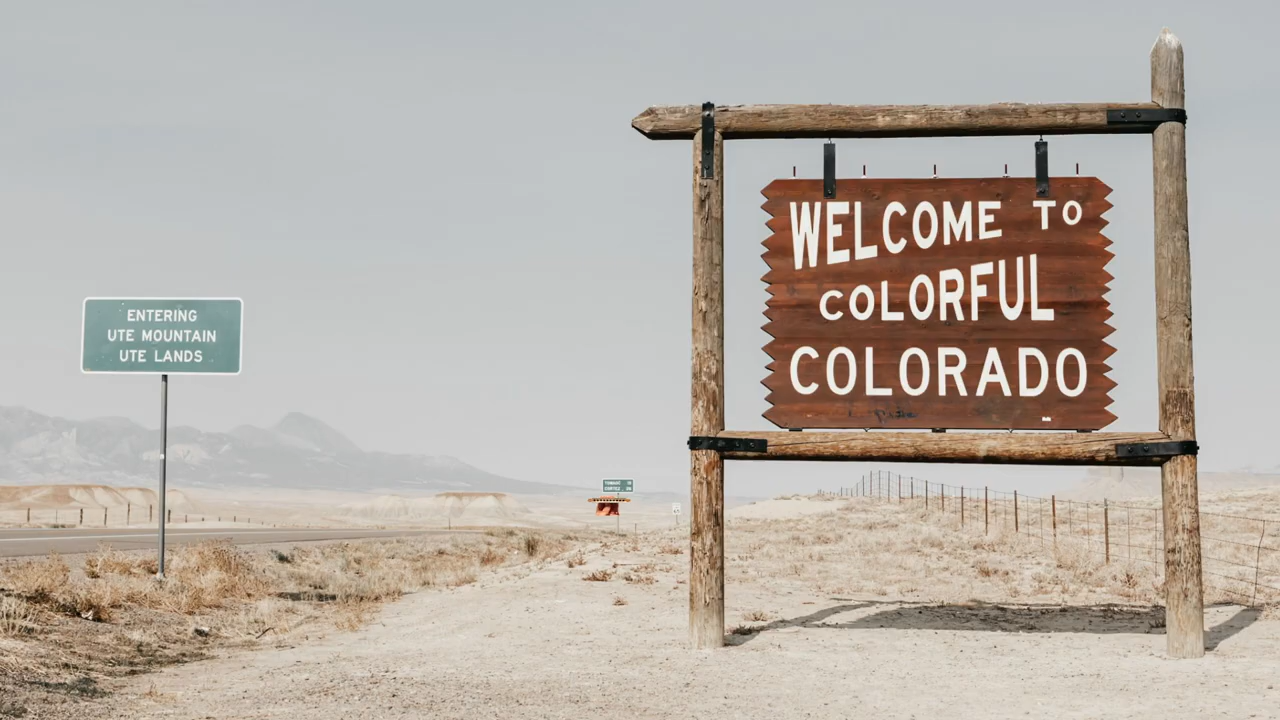 ENTERING
UTE MOUNTAIN
UTE LANDS
WELCOME TO
COLORFUL
COLORADO